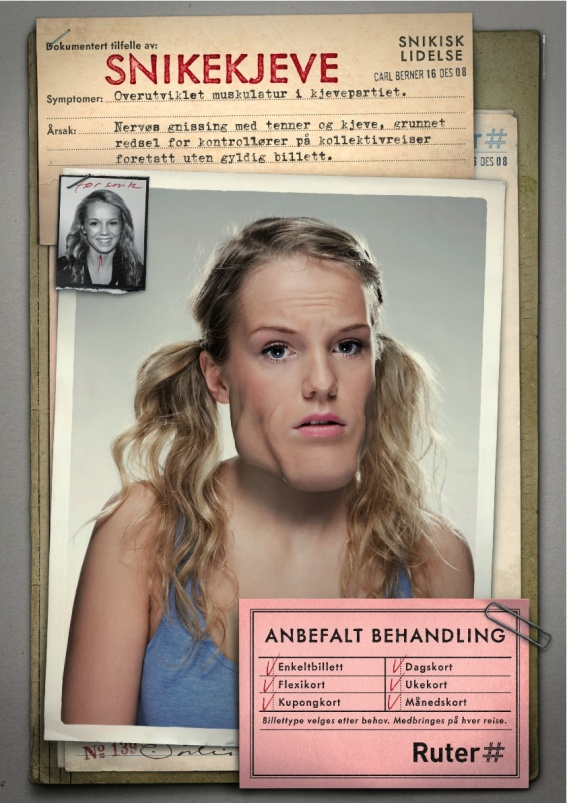 Dokumentert tilfelle av:
SNIKEKJEVE
SNIKISK
LIDELSE
CARL BERNER 16 DES 08
Symptomer: Overutviklet muskulatur i kjevepartiet.
Årsak: Nervøs gnissing med tenner og kjeve, grunnet
redsel for kontrollører på kollektivreiser
foretatt uten gyldig billett.
r#
DES 08
før snik
ANBEFALT BEHANDLING
Enkeltbillett Dagskort
Flexikort Ukekort
Kupongkort Månedskort
Billettype velges etter behov. Medbringes på hver reise.
Ruter#
Nº 139